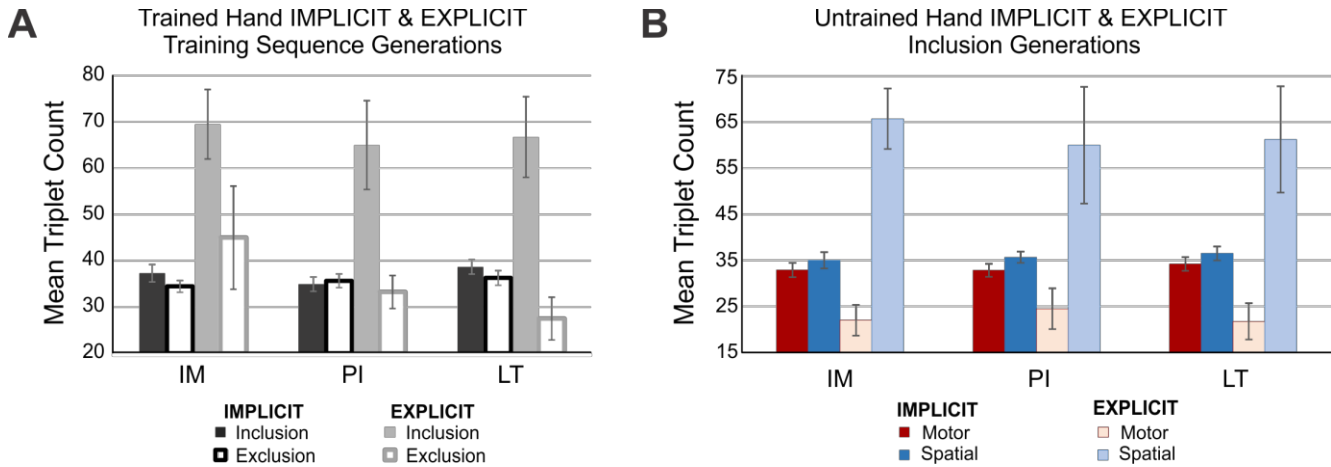 A
Trained Hand IMPLICIT & EXPLICIT
Training Sequence Generations
Mean Triplet Count
80
70
60
50
40
30
20
IM PI LT
IMPLICIT EXPLICIT
Inclusion Inclusion
Exclusion Exclusion
B
Untrained Hand IMPLICIT & EXPLICIT
Inclusion Generations
Mean Triplet Count
75
65
55
45
35
25
15
IM PI LT
IMPLICIT EXPLICIT
Motor Motor
Spatial Spatial